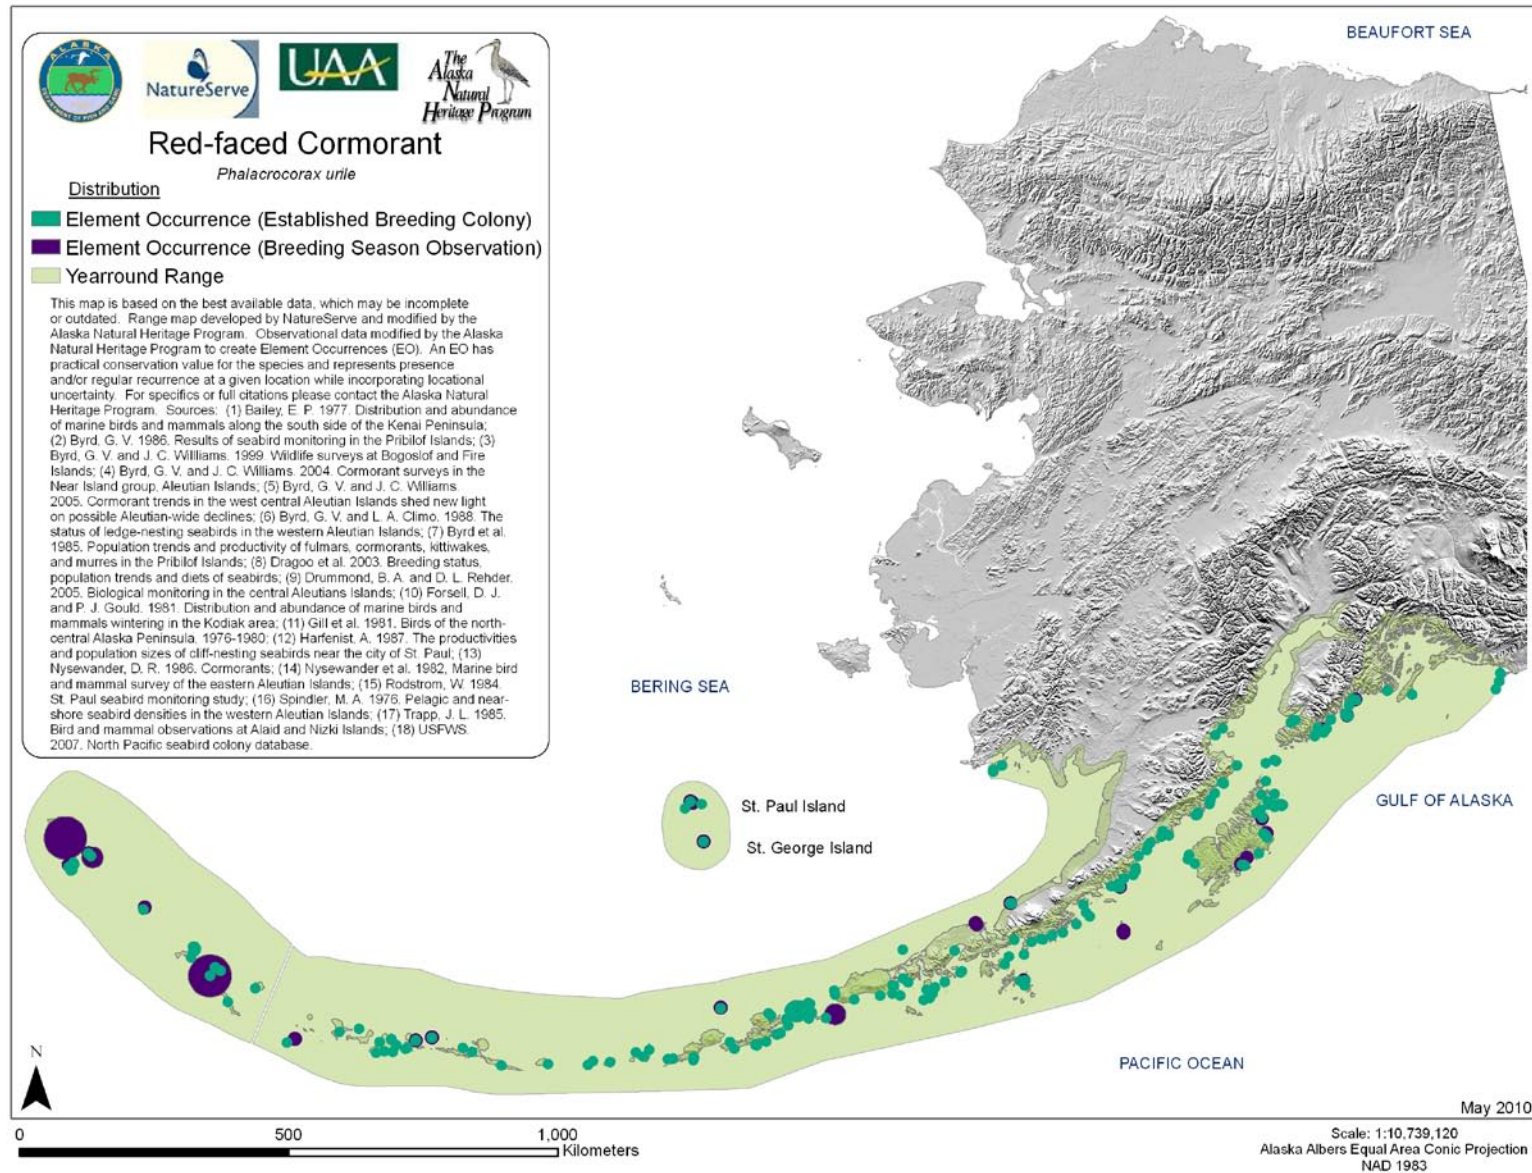 ALASKA
NatureServe
UAA
The
Alaska
Natural
Heritage Program
Red-faced Cormorant
Phalacrocorax urile
Distribution
Element Occurrence (Established Breeding Colony)
Element Occurrence (Breeding Season Observation)
Yearround Range
This map is based on the best available data, which may be incomplete
or outdated. Range map developed by NatureServe and modified by the
Alaska Natural Heritage Program. Observational data modified by the Alaska
Natural Heritage Program to create Element Occurrences (EO). An EO has
practical conservation value for the species and represents presence
and/or regular recurrence at a given location while incorporating locational
uncertainty. For specifics or full citations please contact the Alaska Natural
Heritage Program. Sources: (1) Bailey, E. P. 1977. Distribution and abundance
of marine birds and mammals along the south side of the Kenai Peninsula;
(2) Byrd, G. V. 1986. Results of seabird monitoring in the Pribilof Islands; (3)
Byrd, G. V. and J. C. Willliams. 1999. Wildlife surveys at Bogoslof and Fire
Islands; (4) Byrd, G. V. and J. C. Williams. 2004. Cormorant surveys in the
Near Island group, Aleutian Islands; (5) Byrd, G. V. and J. C. Williams.
2005. Cormorant trends in the west central Aleutian Islands shed new light
on possible Aleutian-wide declines; (6) Byrd, G. V. and L. A. Climo. 1988. The
status of ledge-nesting seabirds in the western Aleutian Islands; (7) Byrd et al.
1985. Population trends and productivity of fulmars, cormorants, kittiwakes,
and murres in the Pribilof Islands; (8) Dragoo et al. 2003. Breeding status,
population trends and diets of seabirds; (9) Drummond, B. A. and D. L. Rehder.
2005. Biological monitoring in the central Aleutians Islands; (10) Forsell, D. J.
and P. J. Gould. 1981. Distribution and abundance of marine birds and
mammals wintering in the Kodiak area; (11) Gill et al. 1981. Birds of the north-
central Alaska Peninsula, 1976-1980; (12) Harfenist, A. 1987. The productivities
and population sizes of cliff-nesting seabirds near the city of St. Paul; (13)
Nysewander, D. R. 1986. Cormorants; (14) Nysewander et al. 1982, Marine bird
and mammal survey of the eastern Aleutian Islands; (15) Rodstrom, W. 1984.
St. Paul seabird monitoring study; (16) Spindler, M. A. 1976. Pelagic and near-
shore seabird densities in the western Aleutian Islands; (17) Trapp, J. L. 1985.
Bird and mammal observations at Alaid and Nizki Islands; (18) USFWS.
2007. North Pacific seabird colony database.
BEAUFORT SEA
BERING SEA
St. Paul Island
St. George Island
GULF OF ALASKA
PACIFIC OCEAN
N
May 2010
0 500 1,000
Kilometers
Scale: 1:10,739,120
Alaska Albers Equal Area Conic Projection
NAD 1983